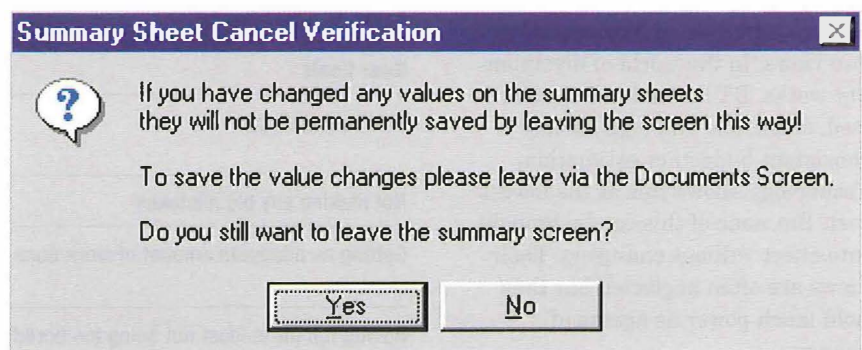 Summary Sheet Cancel Verification
If you have changed any values on the summary sheets
they will not be permanently saved by leaving the screen this way!
To save the value changes please leave via the Documents Screen.
Do you still want to leave the summary screen?
Yes
No